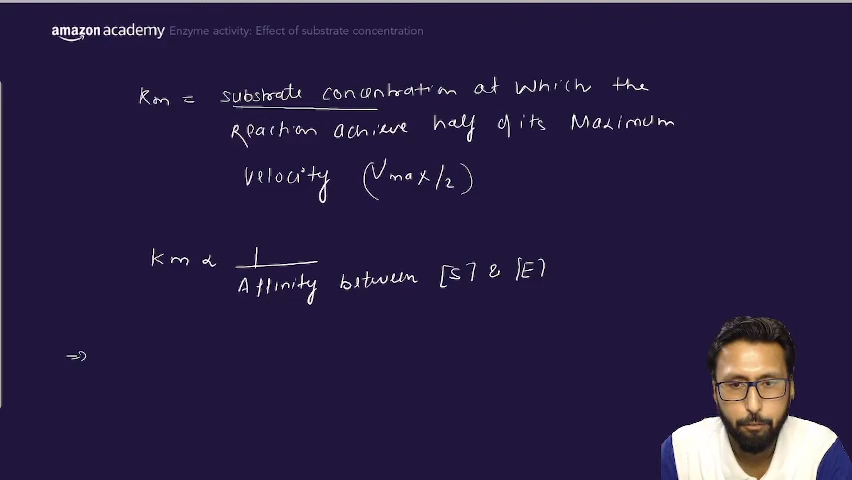 amazon academy Enzyme activity: Effect of substrate concentration
Km = substrate concentration at which the
Reaction achieve half of its Maximum
velocity (Vmax/2)
Km α 1
Affinity between [S] & [E]
⇒